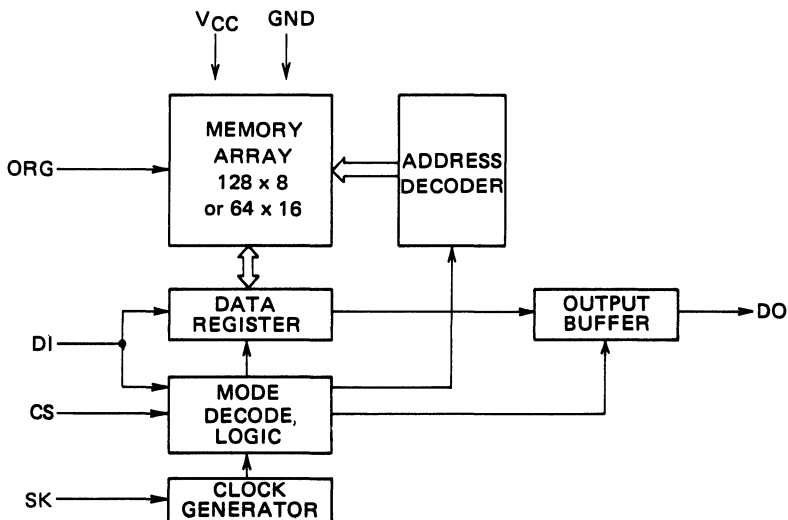 VCC GND
MEMORY
ARRAY
128 x 8
or 64 x 16
ADDRESS
DECODER
ORG
DATA
REGISTER
OUTPUT
BUFFER
DO
DI
MODE
DECODE,
LOGIC
CS
CLOCK
GENERATOR
SK